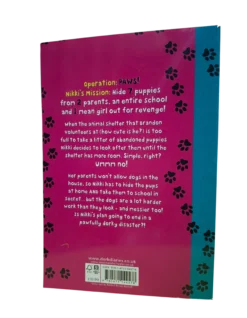 Operation: PAWS!
Nikki's Mission: Hide 7 puppies
from 2 parents, an entire school
and 1 mean girl out for revenge!
When the animal shelter that Brandon
volunteers at (how cute is he?) is too
full to take a litter of abandoned puppies
Nikki decides to look after them until the
shelter has more room. Simple, right?
Ummm no!
Her parents won't allow dogs in the
house, so Nikki has to hide the pups
at home AND take them to school in
secret... but the dogs are a lot harder
work than they look - and messier too!
Is Nikki's plan going to end in a
pawfully dorky disaster?!
www.dorkdiaries.co.uk